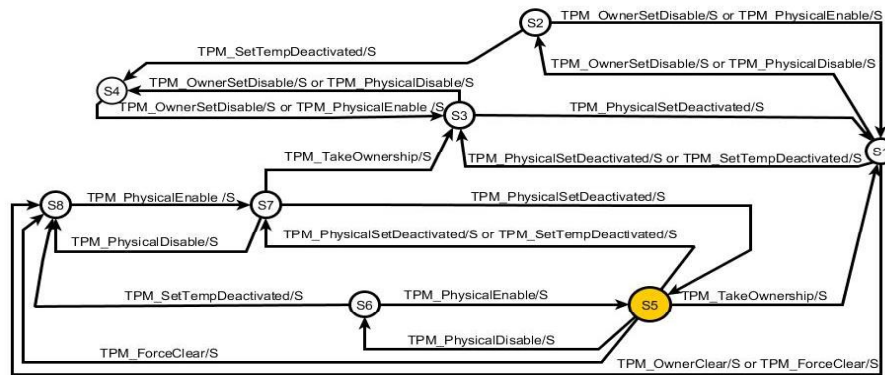 TPM_OwnerSetDisable/S or TPM_PhysicalEnable/S
S2
TPM_SetTempDeactivated/S
TPM_OwnerSetDisable/S or TPM_PhysicalDisable/S
TPM_OwnerSetDisable/S or TPM_PhysicalDisable/S
S4
TPM_OwnerSetDisable/S or TPM_PhysicalEnable /S
TPM_PhysicalSetDeactivated/S
S3
S1
TPM_TakeOwnership/S
TPM_PhysicalSetDeactivated/S or TPM_SetTempDeactivated/S
TPM_PhysicalEnable /S
TPM_PhysicalSetDeactivated/S
S8
S7
TPM_PhysicalDisable/S
TPM_PhysicalSetDeactivated/S or TPM_SetTempDeactivated/S
TPM_SetTempDeactivated/S
S6
TPM_PhysicalEnable/S
S5
TPM_TakeOwnership/S
TPM_PhysicalDisable/S
TPM_ForceClear/S
TPM_OwnerClear/S or TPM_ForceClear/S